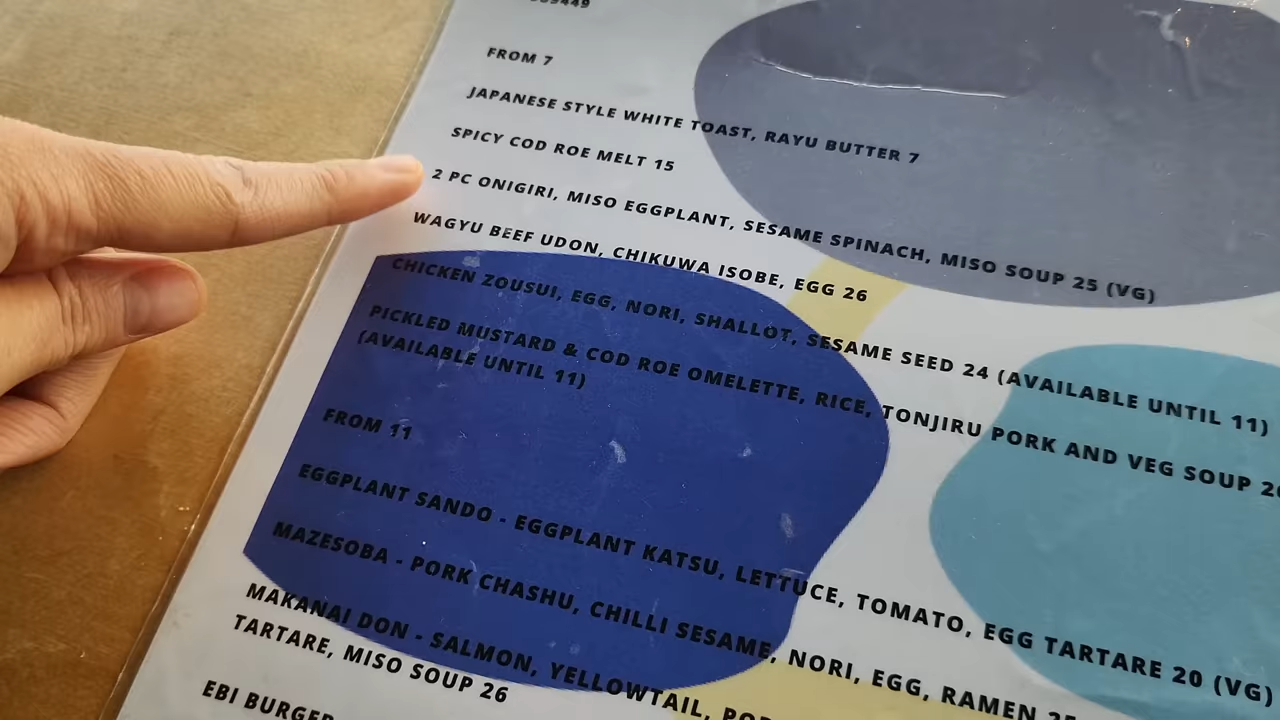 FROM 7
JAPANESE STYLE WHITE TOAST, RAYU BUTTER 7
SPICY COD ROE MELT 15
2 PC ONIGIRI, MISO EGGPLANT, SESAME SPINACH, MISO SOUP 25 (VG)
WAGYU BEEF UDON, CHIKUWA ISOBE, EGG 26
CHICKEN ZOUSUI, EGG, NORI, SHALLOT, SESAME SEED 24 (AVAILABLE UNTIL 11)
PICKLED MUSTARD & COD ROE OMELETTE, RICE, TONJIRU PORK AND VEG SOUP
(AVAILABLE UNTIL 11)
FROM 11
EGGPLANT SANDO - EGGPLANT KATSU, LETTUCE, TOMATO, EGG TARTARE 20 (VG)
MAZESOBA - PORK CHASHU, CHILLI SESAME, NORI, EGG, RAMEN
MAKANAI DON - SALMON, YELLOWTAIL,
TARTARE, MISO SOUP 26
EBI BURGER